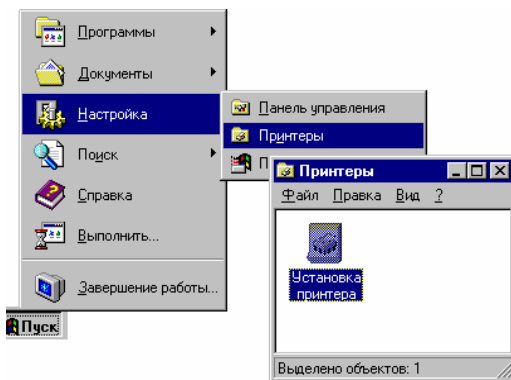 Программы
Документы
Настройка
Поиск
Справка
Выполнить...
Завершение работы...
Пуск
Панель управления
Принтеры
П
Принтеры
Файл Правка Вид ?
Установка
принтера
Выделено объектов: 1